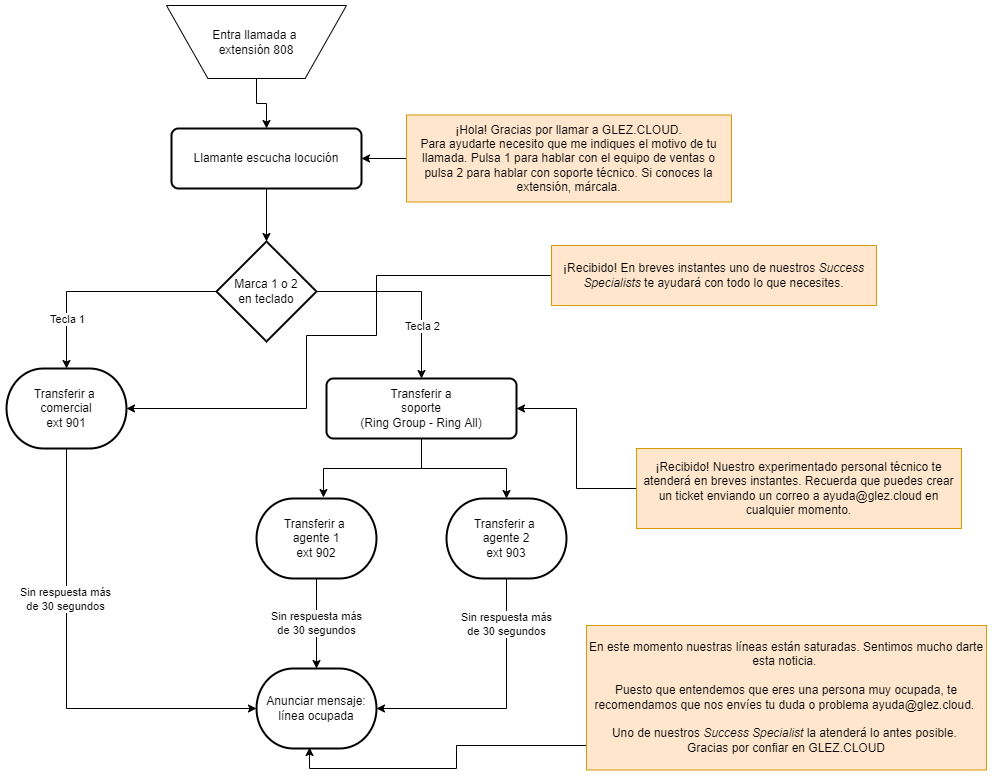 Entra llamada a
extensión 808
Llamante escucha locución
¡Hola! Gracias por llamar a GLEZ.CLOUD.
Para ayudarte necesito que me indiques el motivo de tu
llamada. Pulsa 1 para hablar con el equipo de ventas o
pulsa 2 para hablar con soporte técnico. Si conoces la
extensión, márcala.
Marca 1 o 2
en teclado
¡Recibido! En breves instantes uno de nuestros Success
Specialists te ayudará con todo lo que necesites.
Tecla 1
Tecla 2
Transferir a
comercial
ext 901
Transferir a
soporte
(Ring Group - Ring All)
¡Recibido! Nuestro experimentado personal técnico te
atenderá en breves instantes. Recuerda que puedes crear
un ticket enviando un correo a ayuda@glez.cloud en
cualquier momento.
Transferir a
agente 1
ext 902
Transferir a
agente 2
ext 903
Sin respuesta más
de 30 segundos
Sin respuesta más
de 30 segundos
Sin respuesta más
de 30 segundos
Anunciar mensaje:
línea ocupada
En este momento nuestras líneas están saturadas. Sentimos mucho darte
esta noticia.
Puesto que entendemos que eres una persona muy ocupada, te
recomendamos que nos envíes tu duda o problema ayuda@glez.cloud.
Uno de nuestros Success Specialist la atenderá lo antes posible.
Gracias por confiar en GLEZ.CLOUD